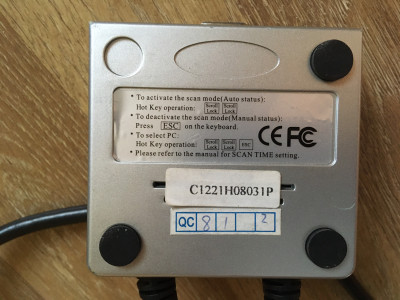 • To activate the scan mode(Auto status):
Hot Key operation: Scroll Lock Scroll Lock
• To deactivate the scan mode(Manual status):
Press ESC on the keyboard.
• To select PC:
Hot Key operation: Scroll Lock Scroll Lock ESC
• Please refer to the manual for SCAN TIME setting.
CE FC
C1221H08031P
QC 8 1 2